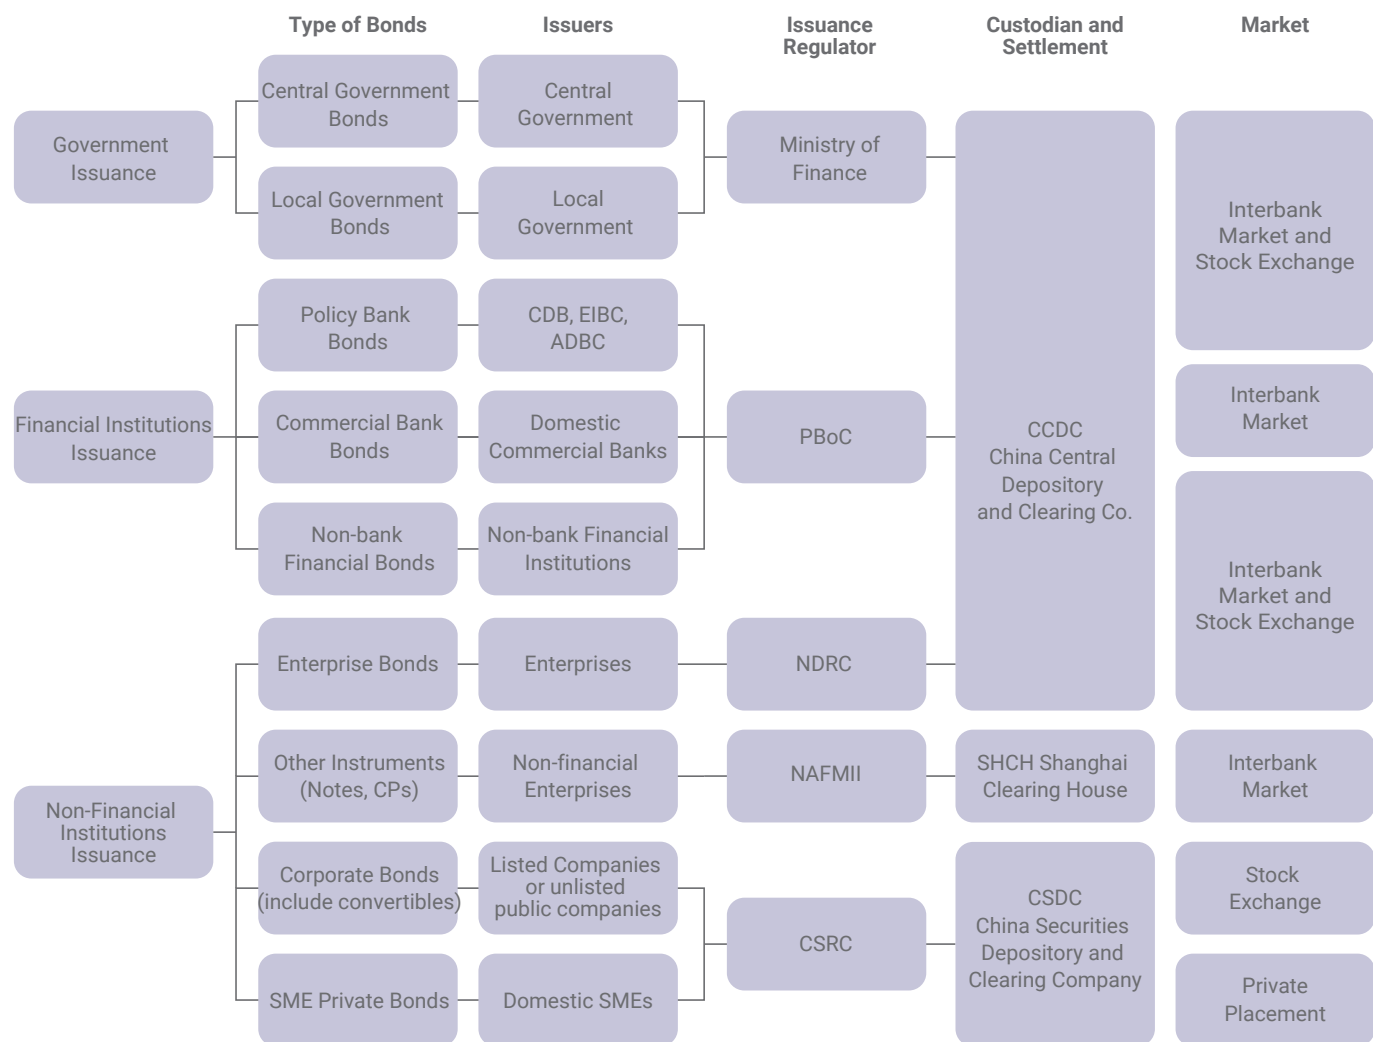 Type of Bonds
Issuers
Issuance
Regulator
Custodian and
Settlement
Market
Government
Issuance
Central Government
Bonds
Central
Government
Local Government
Bonds
Local
Government
Ministry of
Finance
Financial Institutions
Issuance
Policy Bank
Bonds
CDB, EIBC,
ADBC
Commercial Bank
Bonds
Domestic
Commercial Banks
Non-bank
Financial Bonds
Non-bank Financial
Institutions
PBoC
Non-Financial
Institutions
Issuance
Enterprise Bonds
Enterprises
NDRC
Other Instruments
(Notes, CPs)
Non-financial
Enterprises
NAFMII
Corporate Bonds
(include convertibles)
Listed Companies
or unlisted
public companies
SME Private Bonds
Domestic SMEs
CSRC
CCDC
China Central
Depository
and Clearing Co.
SHCH Shanghai
Clearing House
CSDC
China Securities
Depository and
Clearing Company
Interbank
Market and
Stock Exchange
Interbank
Market
Interbank
Market and
Stock Exchange
Interbank
Market
Stock
Exchange
Private
Placement